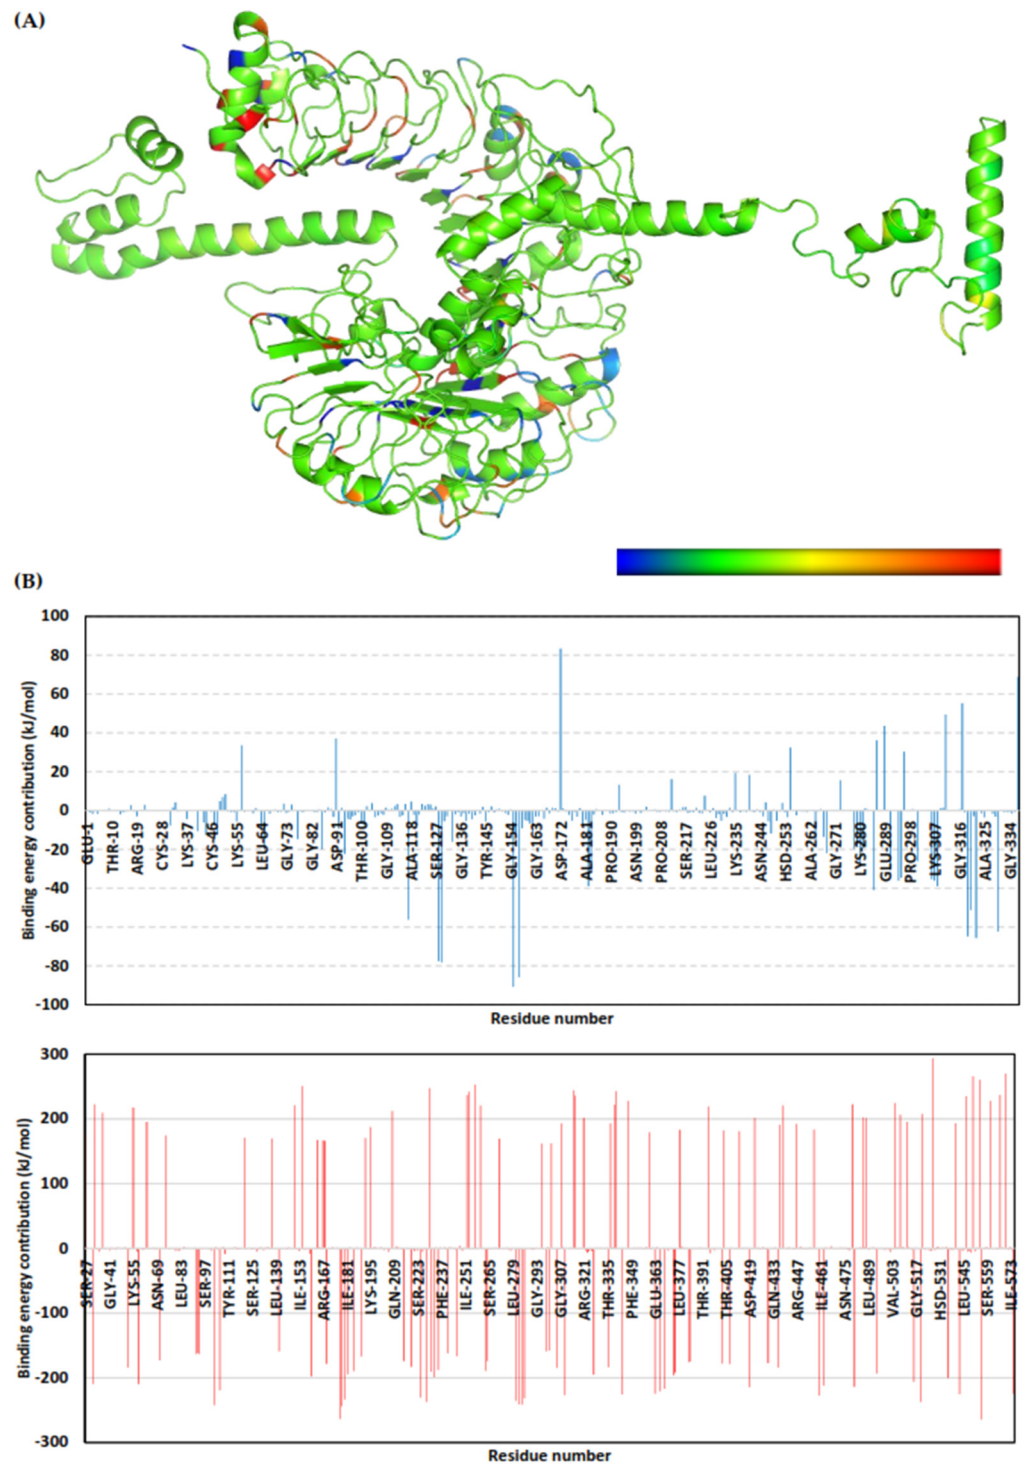 (A)
(B)
100
80
60
40
20
0
-20
-40
-60
-80
-100
Binding energy contribution (kJ/mol)
GLU-1
THR-10
ARG-19
CYS-28
LYS-37
CYS-46
LYS-55
LEU-64
GLY-73
GLY-82
ASP-91
THR-100
GLY-109
ALA-118
SER-127
GLY-136
TYR-145
GLY-154
GLY-163
ASP-172
ALA-181
PRO-190
ASN-199
PRO-208
SER-217
LEU-226
LYS-235
ASN-244
HSD-253
ALA-262
GLY-271
LYS-280
GLU-289
PRO-298
LYS-307
GLY-316
ALA-325
GLY-334
Residue number
300
200
100
0
-100
-200
-300
Binding energy contribution (kJ/mol)
SER-27
GLY-41
LYS-55
ASN-69
LEU-83
SER-97
TYR-111
SER-125
LEU-139
ILE-153
ARG-167
ILE-181
LYS-195
GLN-209
SER-223
PHE-237
ILE-251
SER-265
LEU-279
GLY-293
GLY-307
ARG-321
THR-335
PHE-349
GLU-363
LEU-377
THR-391
THR-405
ASP-419
GLN-433
ARG-447
ILE-461
ASN-475
LEU-489
VAL-503
GLY-517
HSD-531
LEU-545
SER-559
ILE-573
Residue number